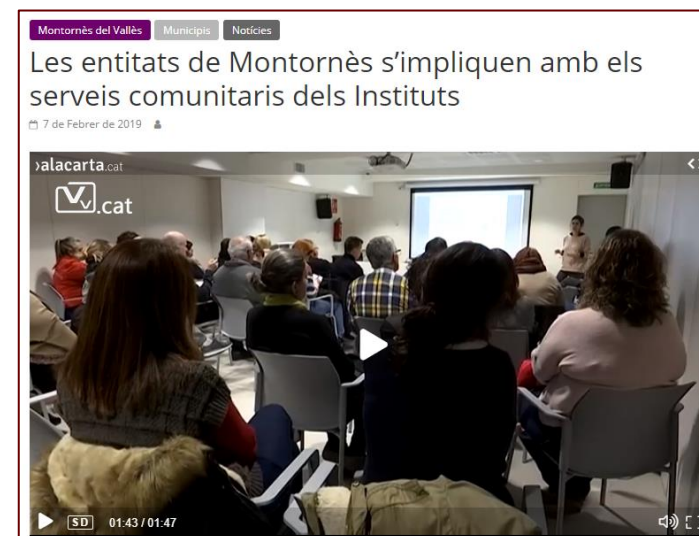 Montornès del Vallès Municipis Notícies
Les entitats de Montornès s’impliquen amb els
serveis comunitaris dels Instituts
7 de Febrer de 2019
alacarta.cat
Vv.cat
SD 01:43 / 01:47